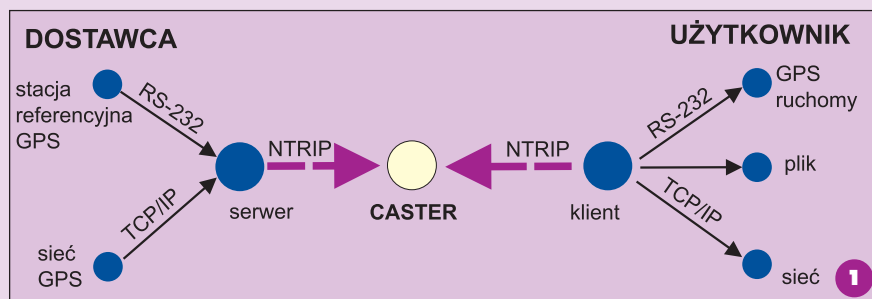 DOSTAWCA
stacja
referencyjna
GPS
RS-232
TCP/IP
sieć
GPS
serwer
NTRIP
CASTER
NTRIP
klient
UŻYTKOWNIK
RS-232
GPS
ruchomy
plik
TCP/IP
sieć
1